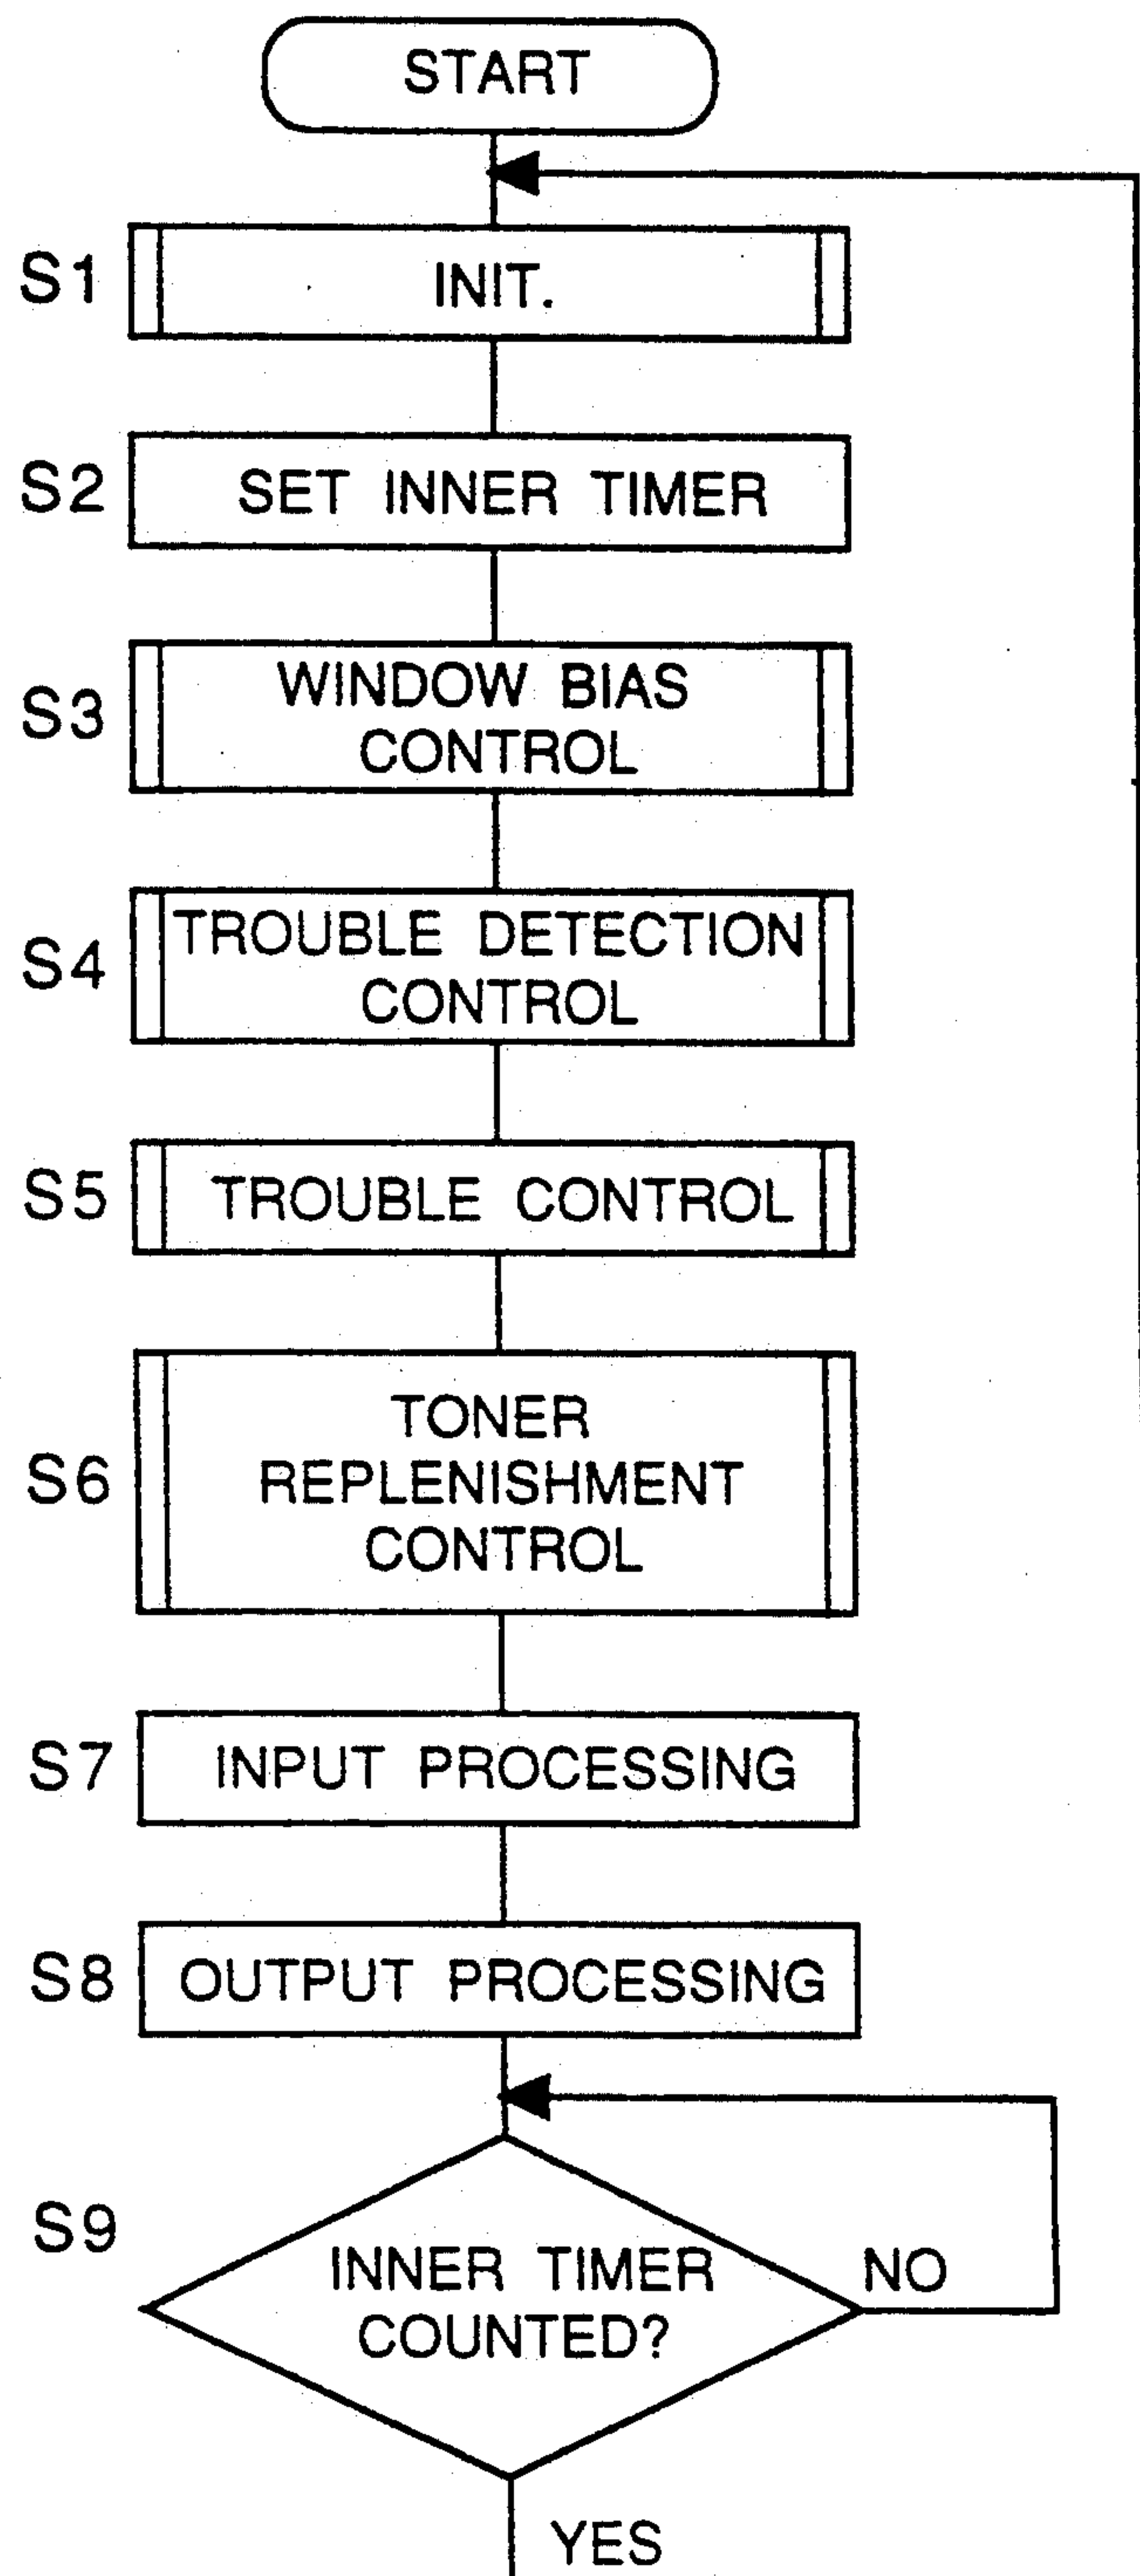 START
S1
INIT.
S2
SET INNER TIMER
S3
WINDOW BIAS
CONTROL
S4
TROUBLE DETECTION
CONTROL
S5
TROUBLE CONTROL
S6
TONER
REPLENISHMENT
CONTROL
S7
INPUT PROCESSING
S8
OUTPUT PROCESSING
S9
INNER TIMER
COUNTED?
NO
YES